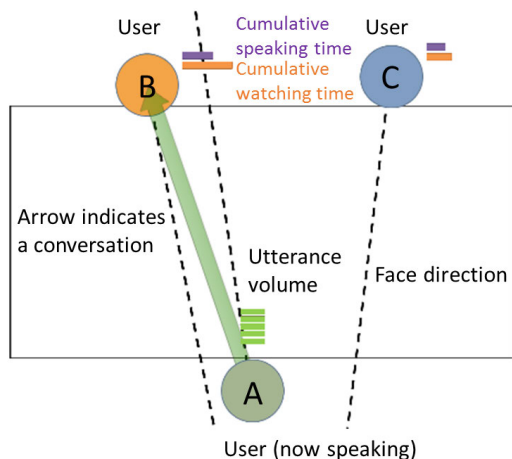 User
Cumulative
speaking time
Cumulative
watching time
User
B
C
Arrow indicates
a conversation
Utterance
volume
Face direction
A
User (now speaking)